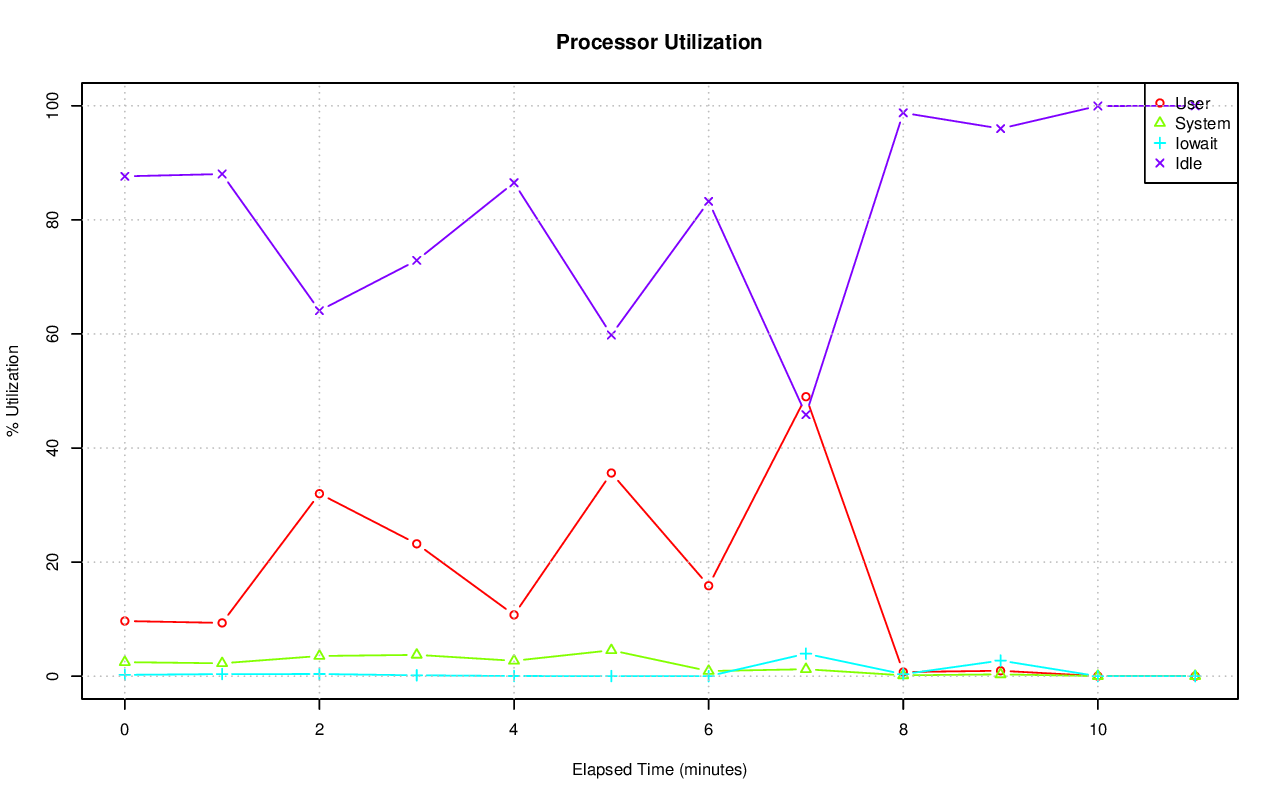 Processor Utilization
User
System
Iowait
Idle
% Utilization
100
80
60
40
20
0
0 2 4 6 8 10
Elapsed Time (minutes)